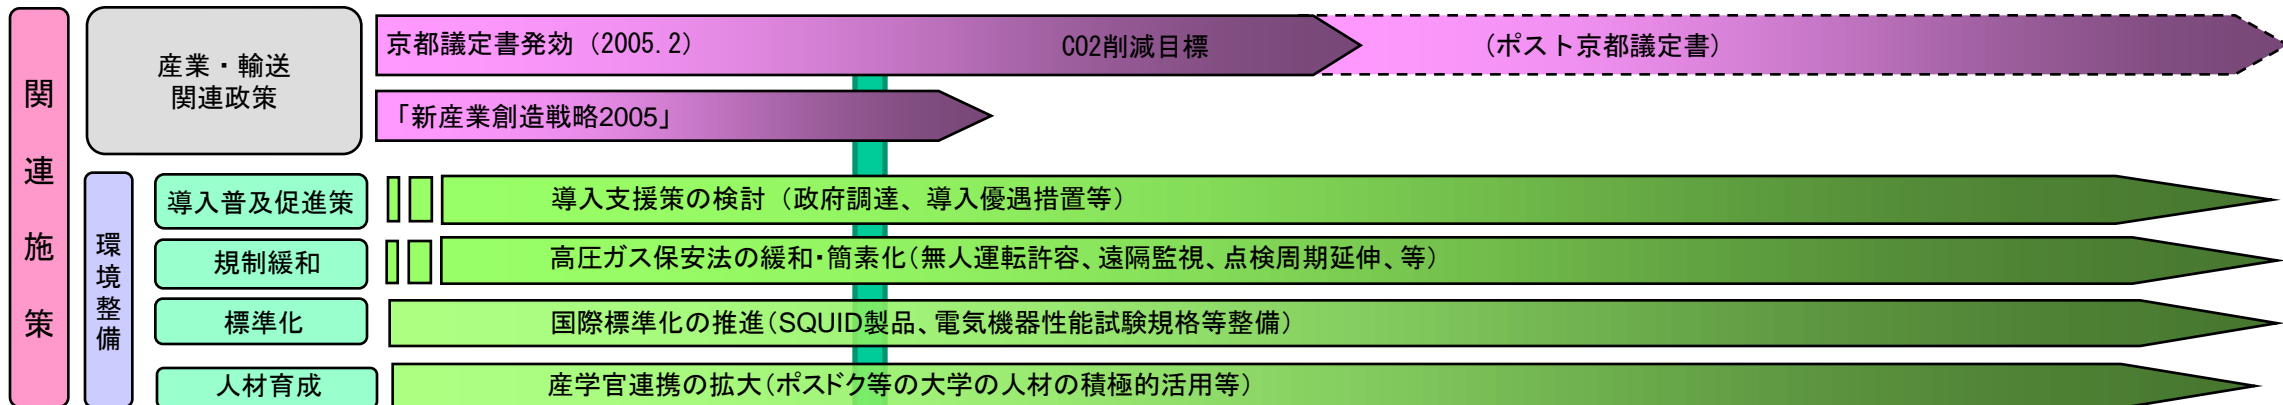 関連施策
産業・輸送
関連政策
京都議定書発効（2005.2）
CO2削減目標
（ポスト京都議定書）
「新産業創造戦略2005」
環境整備
導入普及促進策
導入支援策の検討（政府調達、導入優遇措置等）
規制緩和
高圧ガス保安法の緩和・簡素化（無人運転許容、遠隔監視、点検周期延伸、等）
標準化
国際標準化の推進（SQUID製品、電気機器性能試験規格等整備）
人材育成
産学官連携の拡大（ポスドク等の大学の人材の積極的活用等）